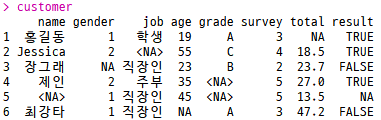 > customer
name gender job age grade survey total result
1 홍길동 1 학생 19 A 3 NA TRUE
2 Jessica 2 <NA> 55 C 4 18.5 TRUE
3 장그래 NA 직장인 23 B 2 23.7 FALSE
4 제인 2 주부 35 <NA> 5 27.0 TRUE
5 <NA> 1 직장인 45 <NA> 5 13.5 NA
6 최강타 1 직장인 NA A 3 47.2 FALSE